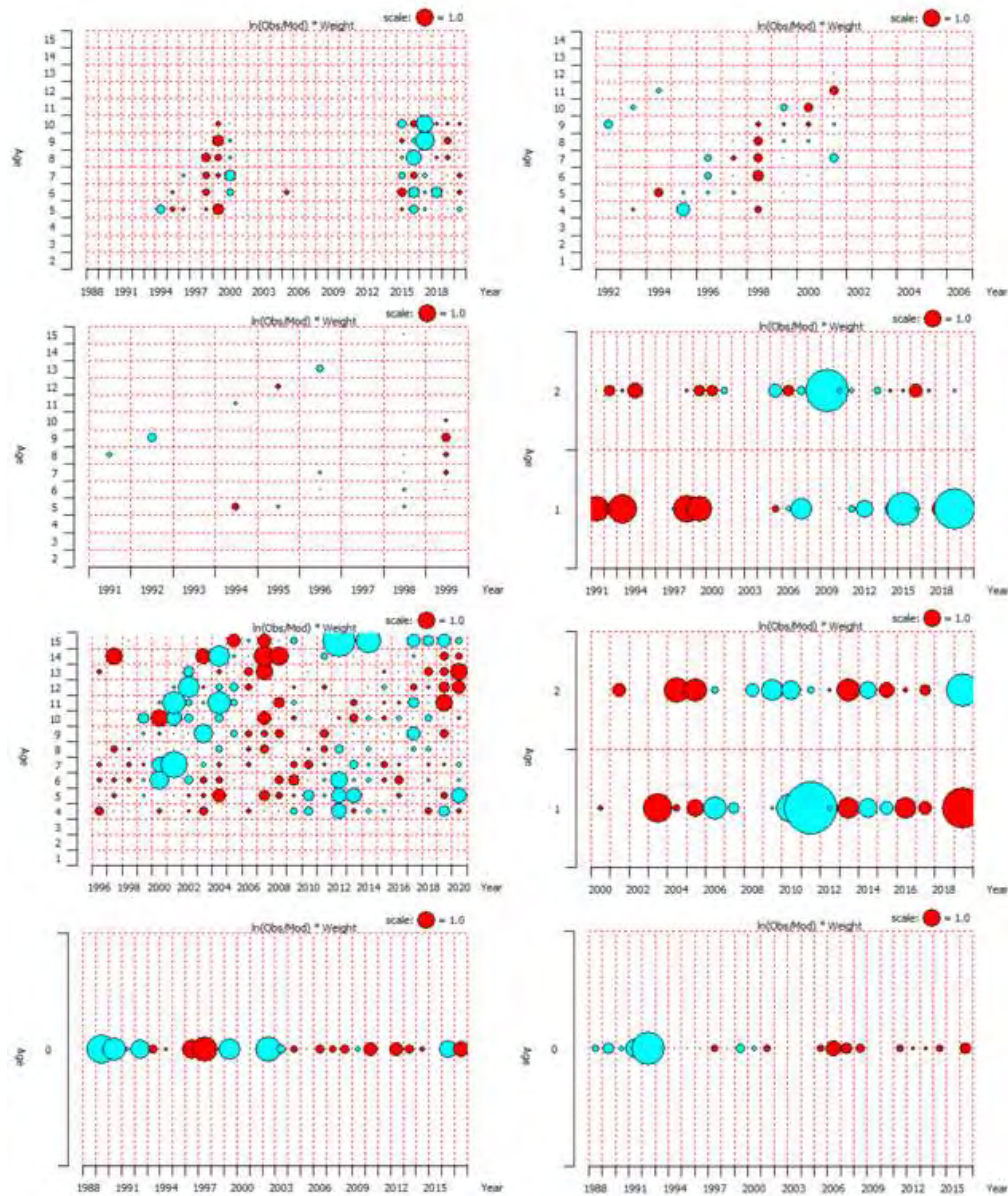 scale: = 1.0
ln(Obs/Mod) * Weight
15
14
13
12
11
10
9
8
7
6
5
4
3
2
Age
1988 1991 1994 1997 2000 2003 2006 2009 2012 2015 2018 Year
scale: = 1.0
ln(Obs/Mod) * Weight
14
13
12
11
10
9
8
7
6
5
4
3
2
1
Age
1992 1994 1996 1998 2000 2002 2004 2006 Year
scale: = 1.0
ln(Obs/Mod) * Weight
15
13
12
10
9
8
7
6
5
4
3
2
Age
1991 1992 1993 1994 1995 1996 1997 1998 1999 Year
scale: = 1.0
ln(Obs/Mod) * Weight
2
1
Age
1991 1994 1997 2000 2003 2006 2009 2012 2015 2018 Year
scale: = 1.0
ln(Obs/Mod) * Weight
15
14
13
12
11
10
9
8
7
6
5
4
3
2
1
Age
1996 1998 2000 2002 2004 2006 2008 2010 2012 2014 2016 2018 2020 Year
scale: = 1.0
ln(Obs/Mod) * Weight
2
1
Age
2000 2002 2004 2006 2008 2010 2012 2014 2016 2018 Year
scale: = 1.0
ln(Obs/Mod) * Weight
0
Age
1988 1991 1994 1997 2000 2003 2006 2009 2012 2015 Year
scale: = 1.0
ln(Obs/Mod) * Weight
0
Age
1988 1991 1994 1997 2000 2003 2006 2009 2012 2015 Year